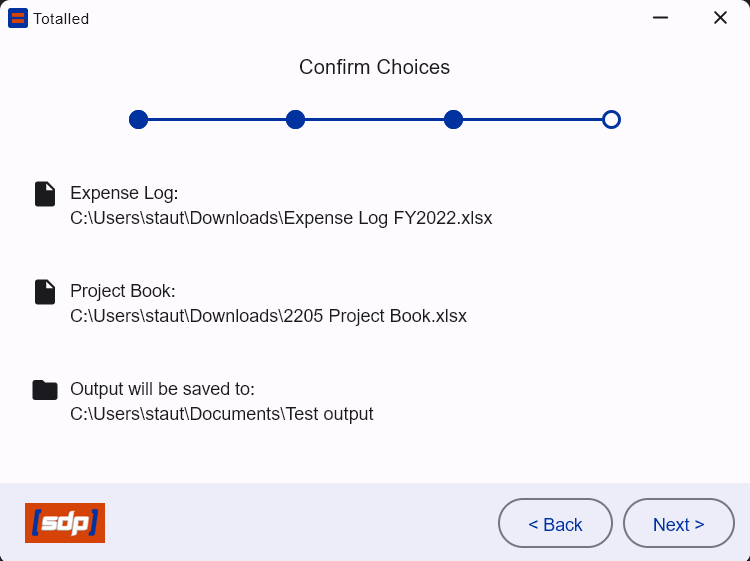 Totalled
Confirm Choices
Expense Log:
C:\Users\staut\Downloads\Expense Log FY2022.xlsx
Project Book:
C:\Users\staut\Downloads\2205 Project Book.xlsx
Output will be saved to:
C:\Users\staut\Documents\Test output
[sdp]
< Back
Next >